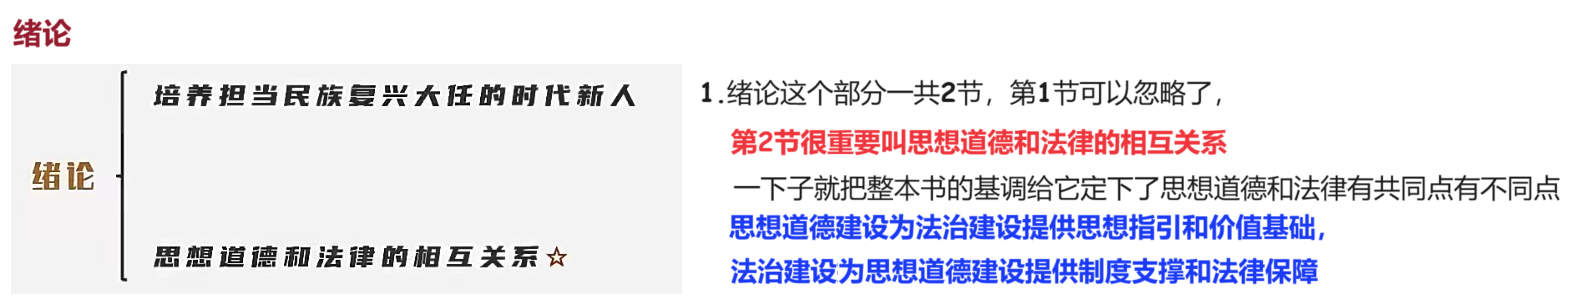 绪论
培养担当民族复兴大任的时代新人
绪论
思想道德和法律的相互关系☆
1.绪论这个部分一共2节，第1节可以忽略了，
第2节很重要叫思想道德和法律的相互关系
一下子就把整本书的基调给它定下了思想道德和法律有共同点有不同点
思想道德建设为法治建设提供思想指引和价值基础，
法治建设为思想道德建设提供制度支撑和法律保障